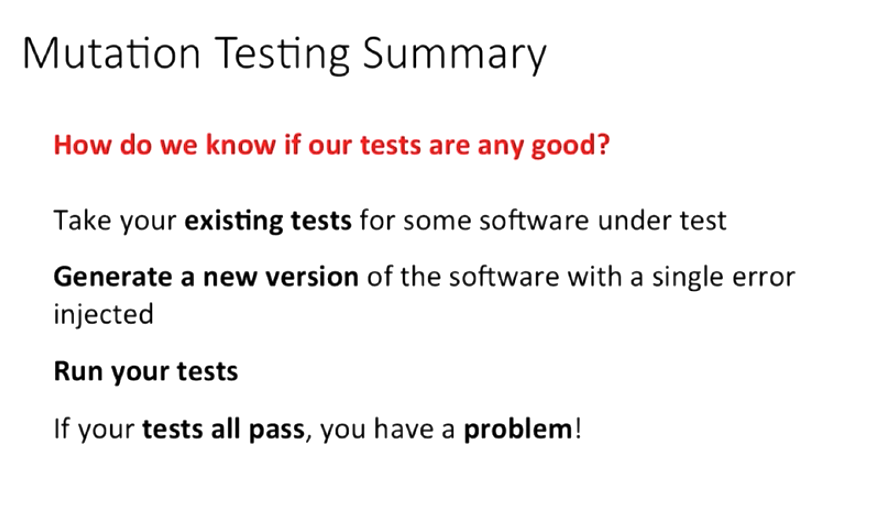 Mutation Testing Summary
How do we know if our tests are any good?
Take your existing tests for some software under test
Generate a new version of the software with a single error
injected
Run your tests
If your tests all pass, you have a problem!